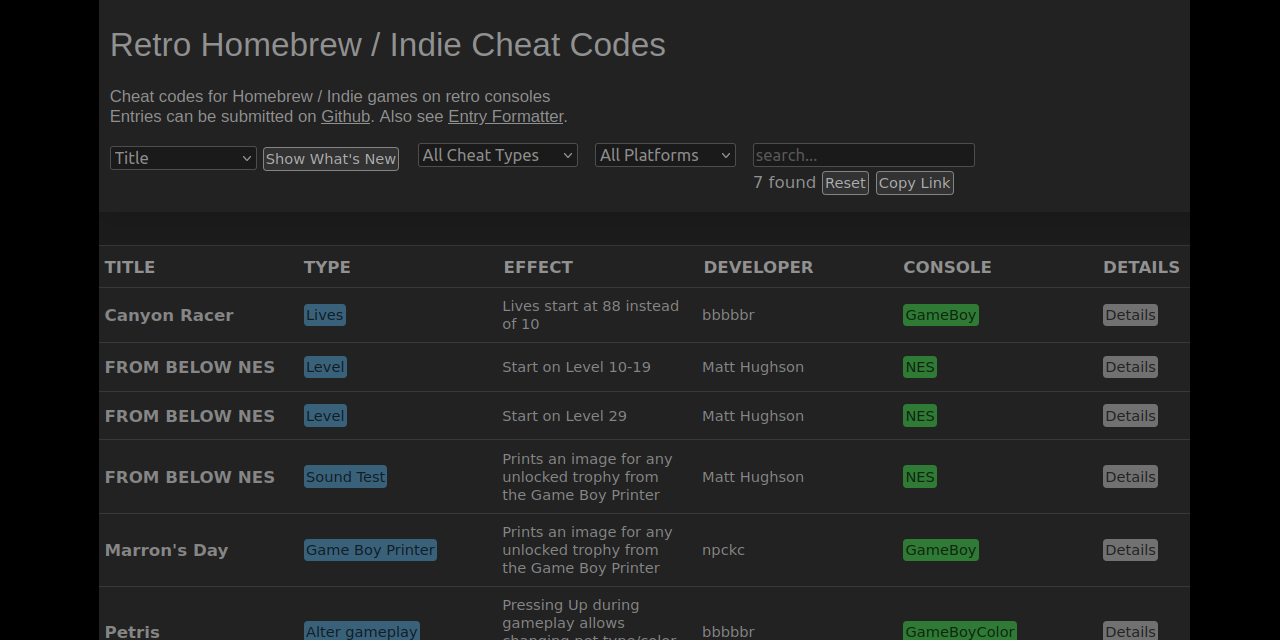 Retro Homebrew / Indie Cheat Codes
Cheat codes for Homebrew / Indie games on retro consoles
Entries can be submitted on Github. Also see Entry Formatter.
Title Show What's New All Cheat Types All Platforms search...
7 found Reset Copy Link
TITLE TYPE EFFECT DEVELOPER CONSOLE DETAILS
Canyon Racer Lives Lives start at 88 instead
of 10 bbbbbr GameBoy Details
FROM BELOW NES Level Start on Level 10-19 Matt Hughson NES Details
FROM BELOW NES Level Start on Level 29 Matt Hughson NES Details
FROM BELOW NES Sound Test Prints an image for any
unlocked trophy from
the Game Boy Printer Matt Hughson NES Details
Marron's Day Game Boy Printer Prints an image for any
unlocked trophy from
the Game Boy Printer npckc GameBoy Details
Petris Alter gameplay Pressing Up during
gameplay allows
changing pet type/color bbbbbr GameBoyColor Details